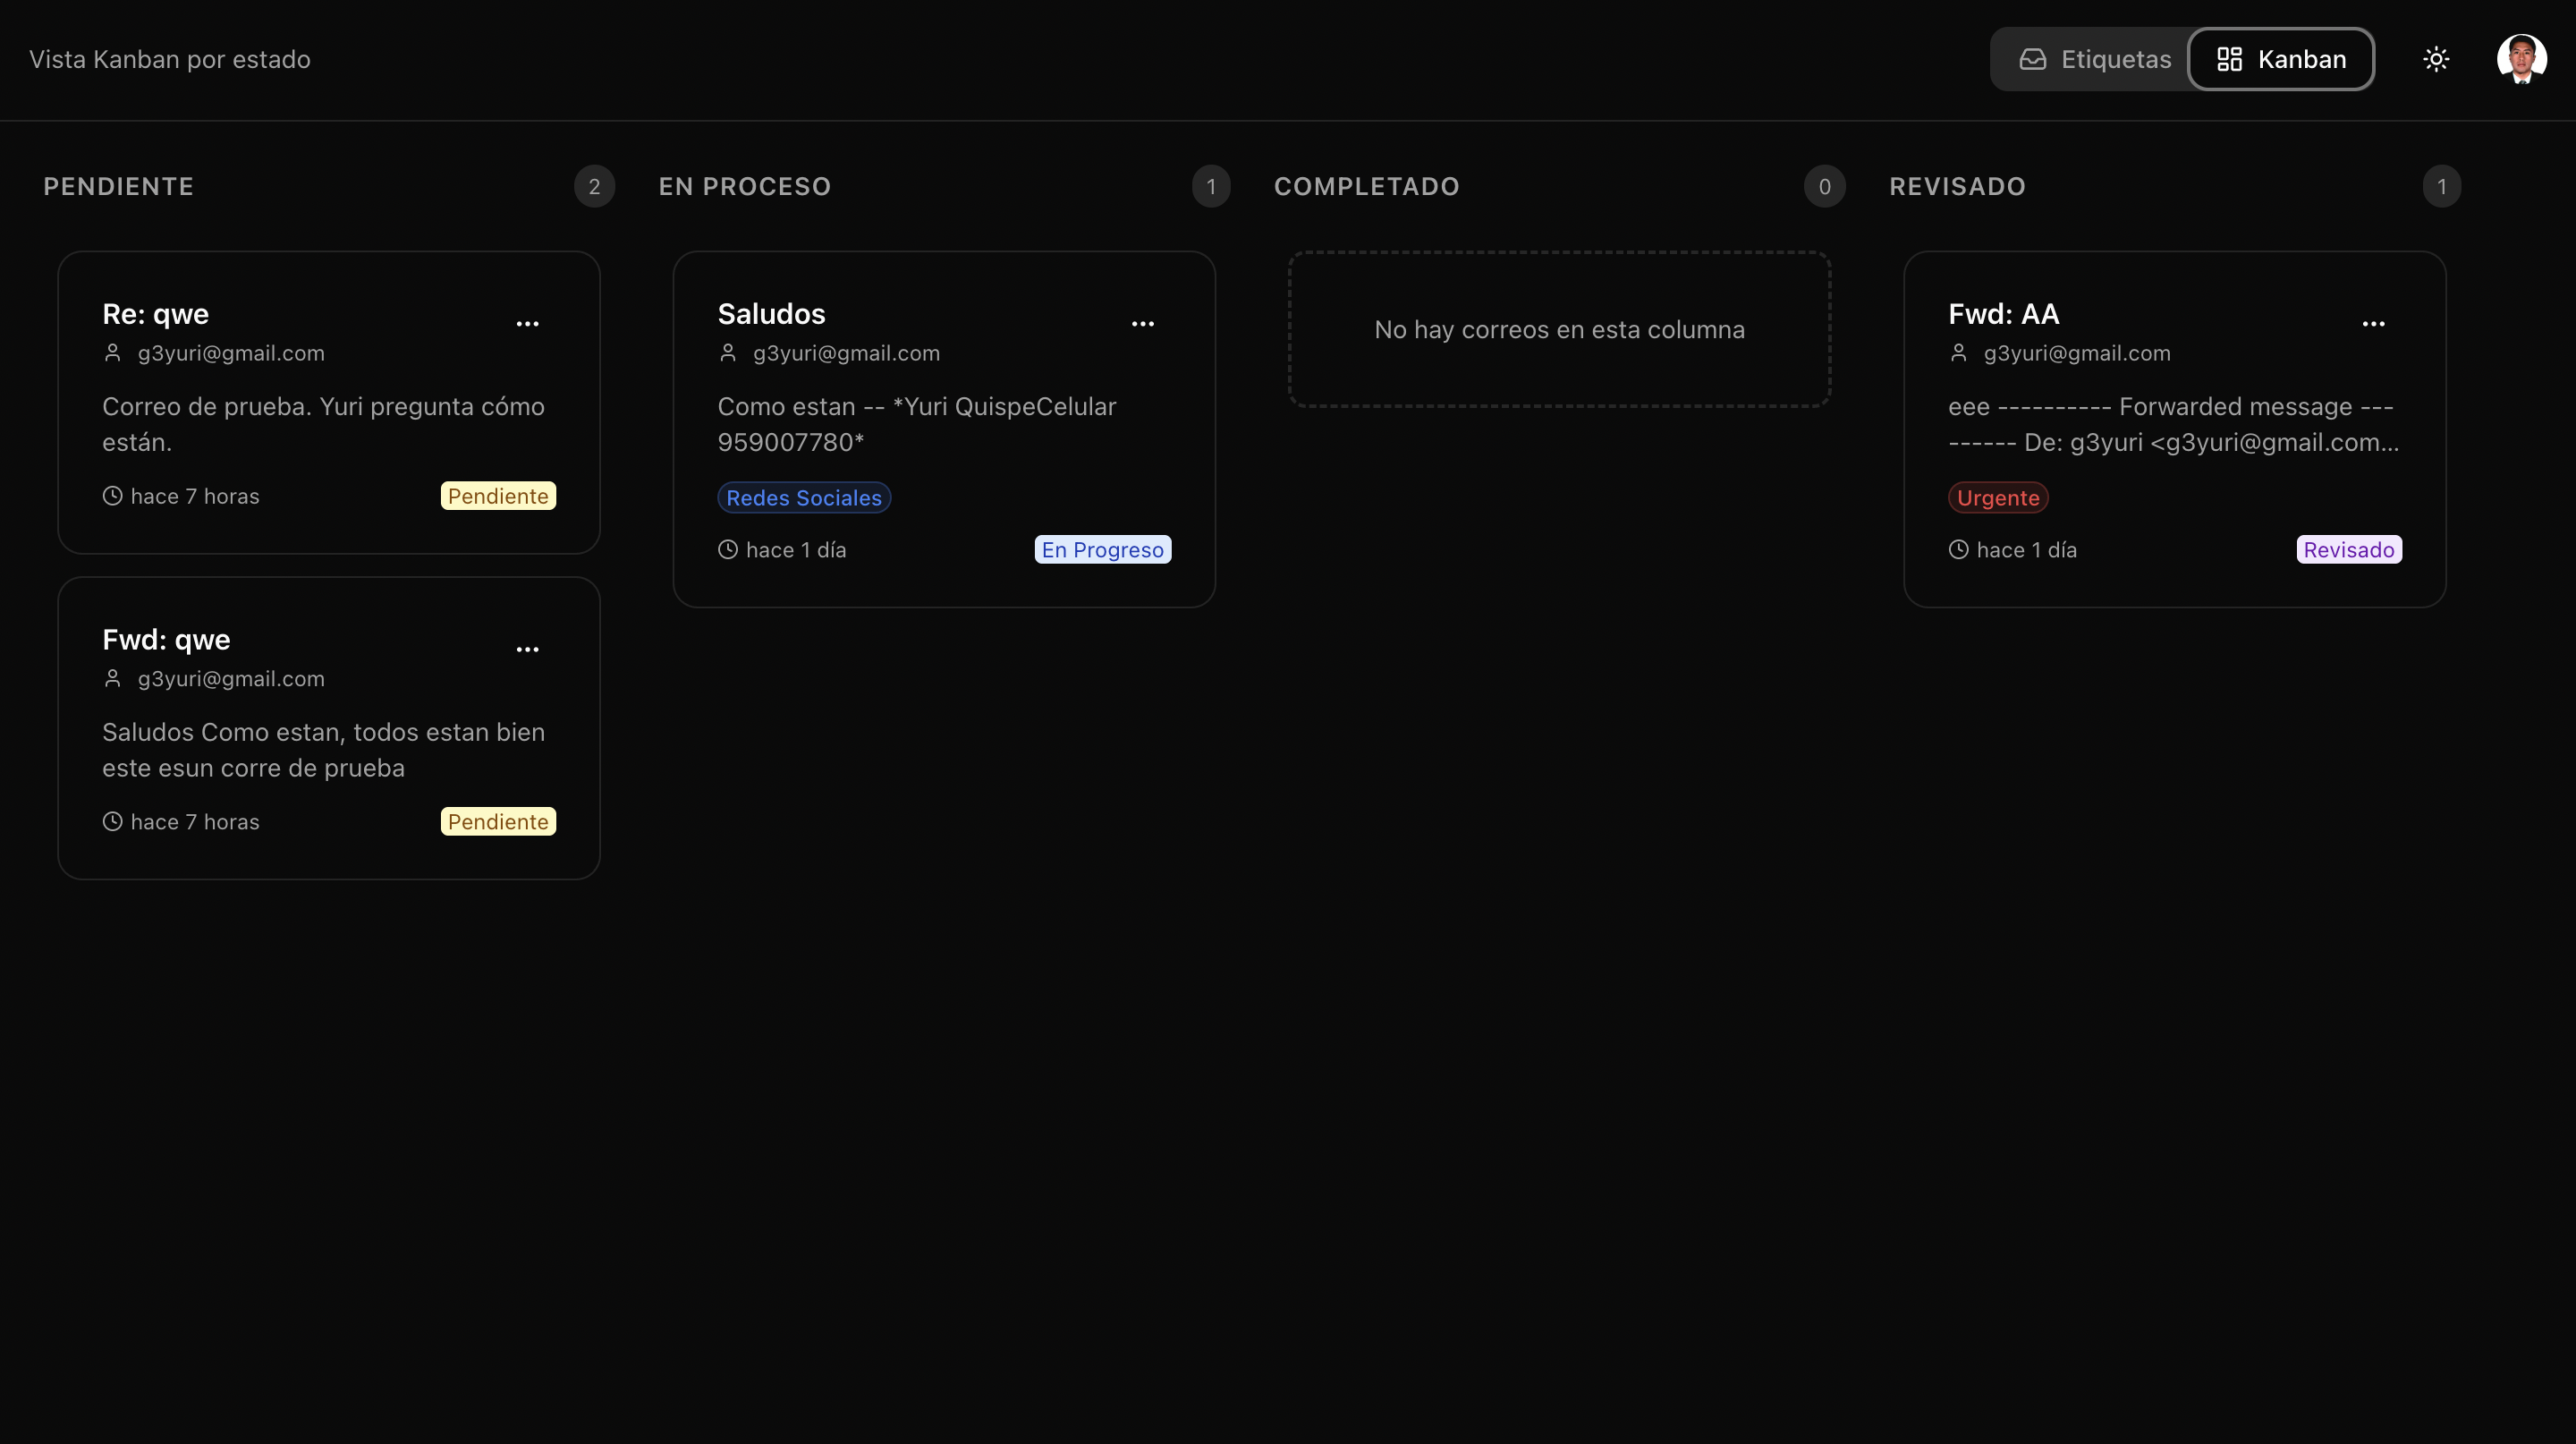 Vista Kanban por estado
Etiquetas
Kanban
PENDIENTE
2
Re: qwe
g3yuri@gmail.com
Correo de prueba. Yuri pregunta cómo
están.
hace 7 horas
Pendiente
Fwd: qwe
g3yuri@gmail.com
Saludos Como estan, todos estan bien
este esun corre de prueba
hace 7 horas
Pendiente
EN PROCESO
1
Saludos
g3yuri@gmail.com
Como estan -- *Yuri QuispeCelular
959007780*
Redes Sociales
hace 1 día
En Progreso
COMPLETADO
0
No hay correos en esta columna
REVISADO
1
Fwd: AA
g3yuri@gmail.com
eee ---------- Forwarded message ---
------ De: g3yuri <g3yuri@gmail.com...
Urgente
hace 1 día
Revisado